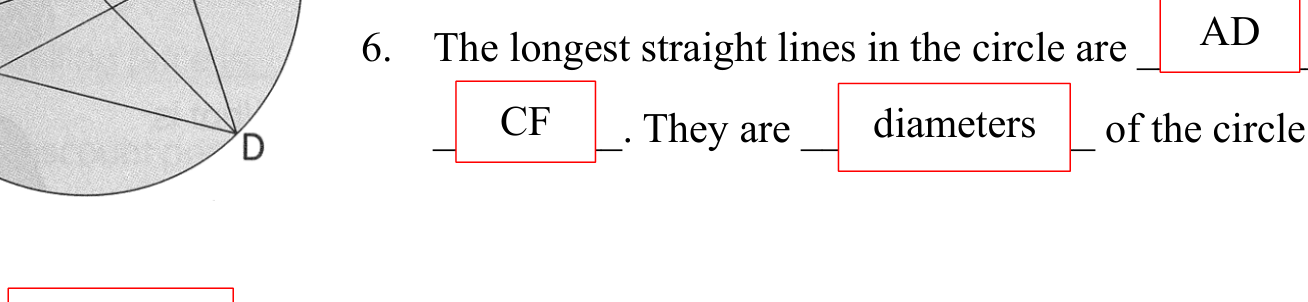 6. The longest straight lines in the circle are _ AD _
_ CF _. They are _ diameters _ of the circle
D